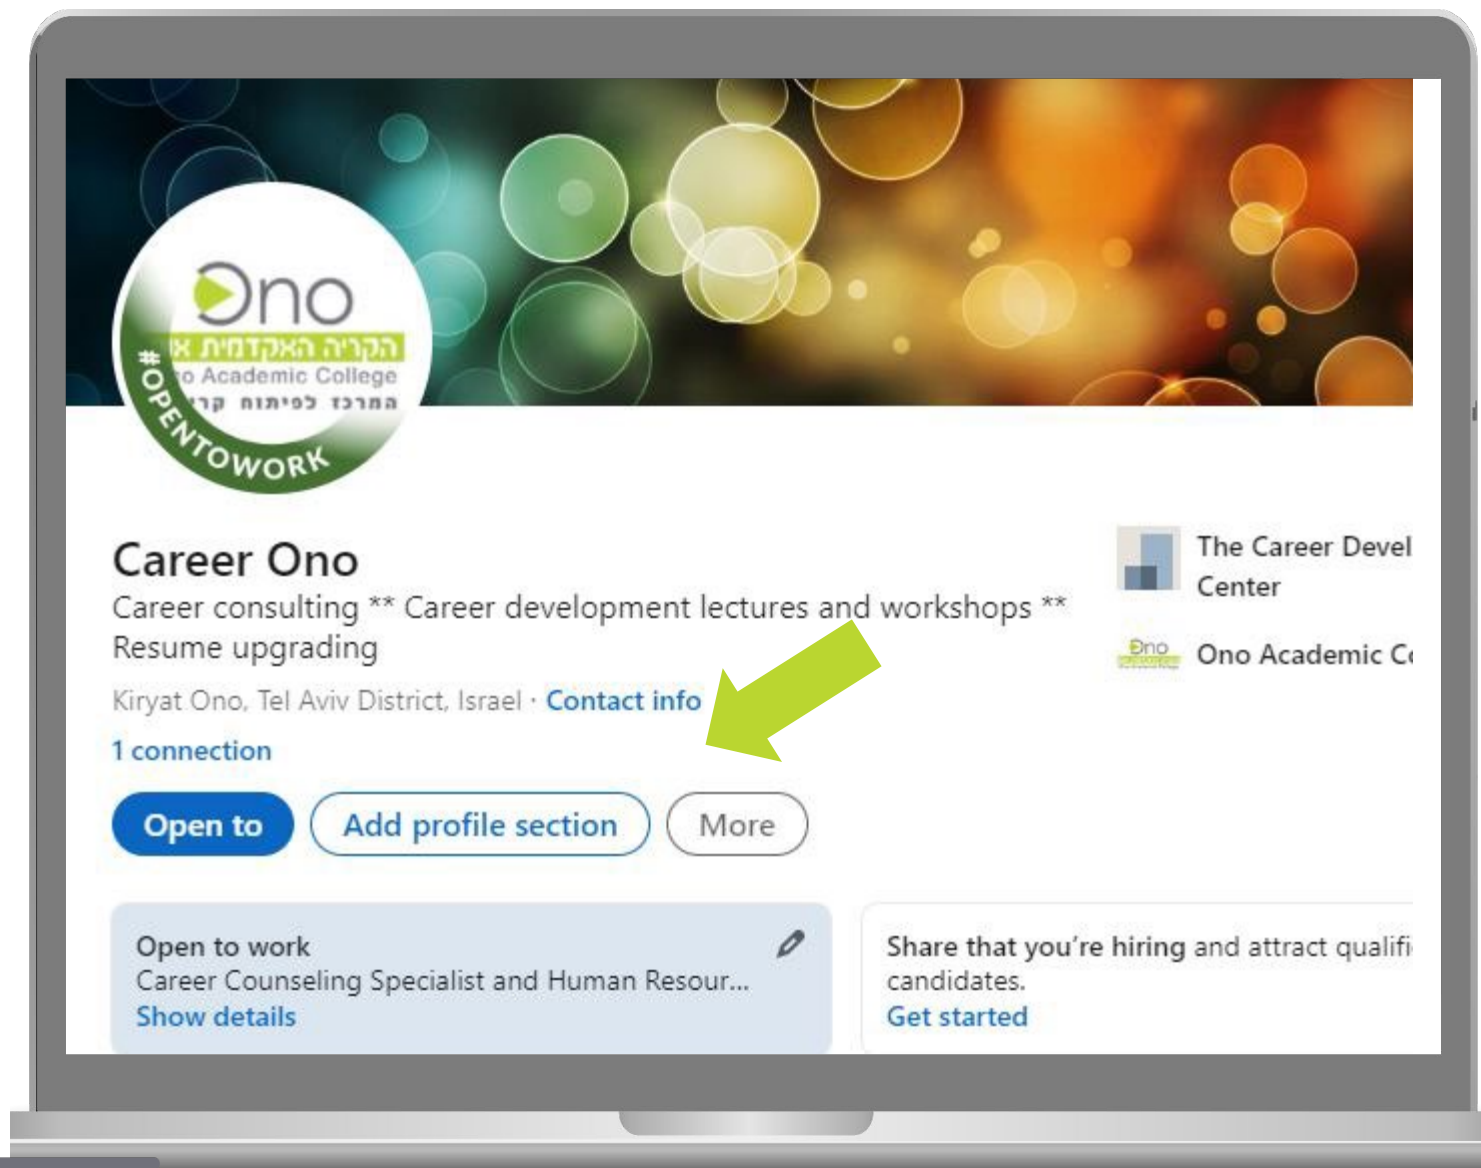 Ono
הקריה האקדמית
Academic College
המרכז לפיתוח
#OPENTOWORK
Career Ono
Career consulting ** Career development lectures and workshops **
Resume upgrading
Kiryat Ono, Tel Aviv District, Israel · Contact info
1 connection
Open to
Add profile section
More
The Career Devel
Center
Ono
Ono Academic
Open to work
Career Counseling Specialist and Human Resour...
Show details
Share that you're hiring and attract qualifi
candidates.
Get started